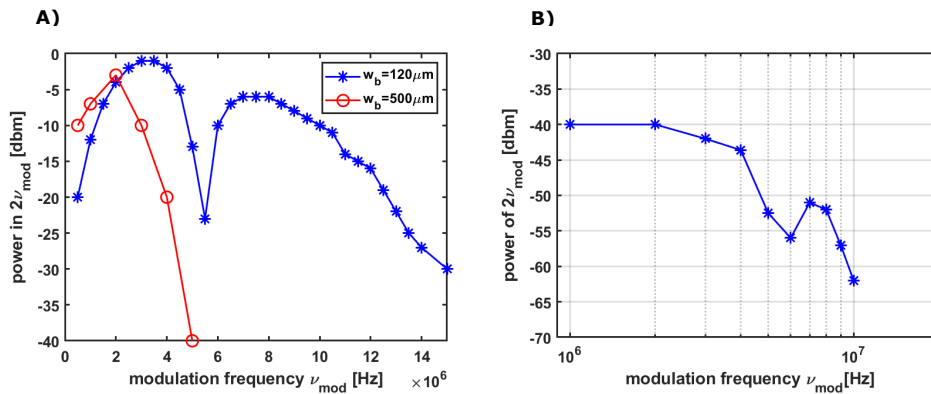 A)
power in 2ν_mod [dbm]
0
-5
-10
-15
-20
-25
-30
-35
-40
w_b=120μm
w_b=500μm
0 2 4 6 8 10 12 14
modulation frequency ν_mod [Hz] ×10^6
B)
power of 2ν_mod [dbm]
-30
-35
-40
-45
-50
-55
-60
-65
-70
10^6 10^7
modulation frequency ν_mod[Hz]